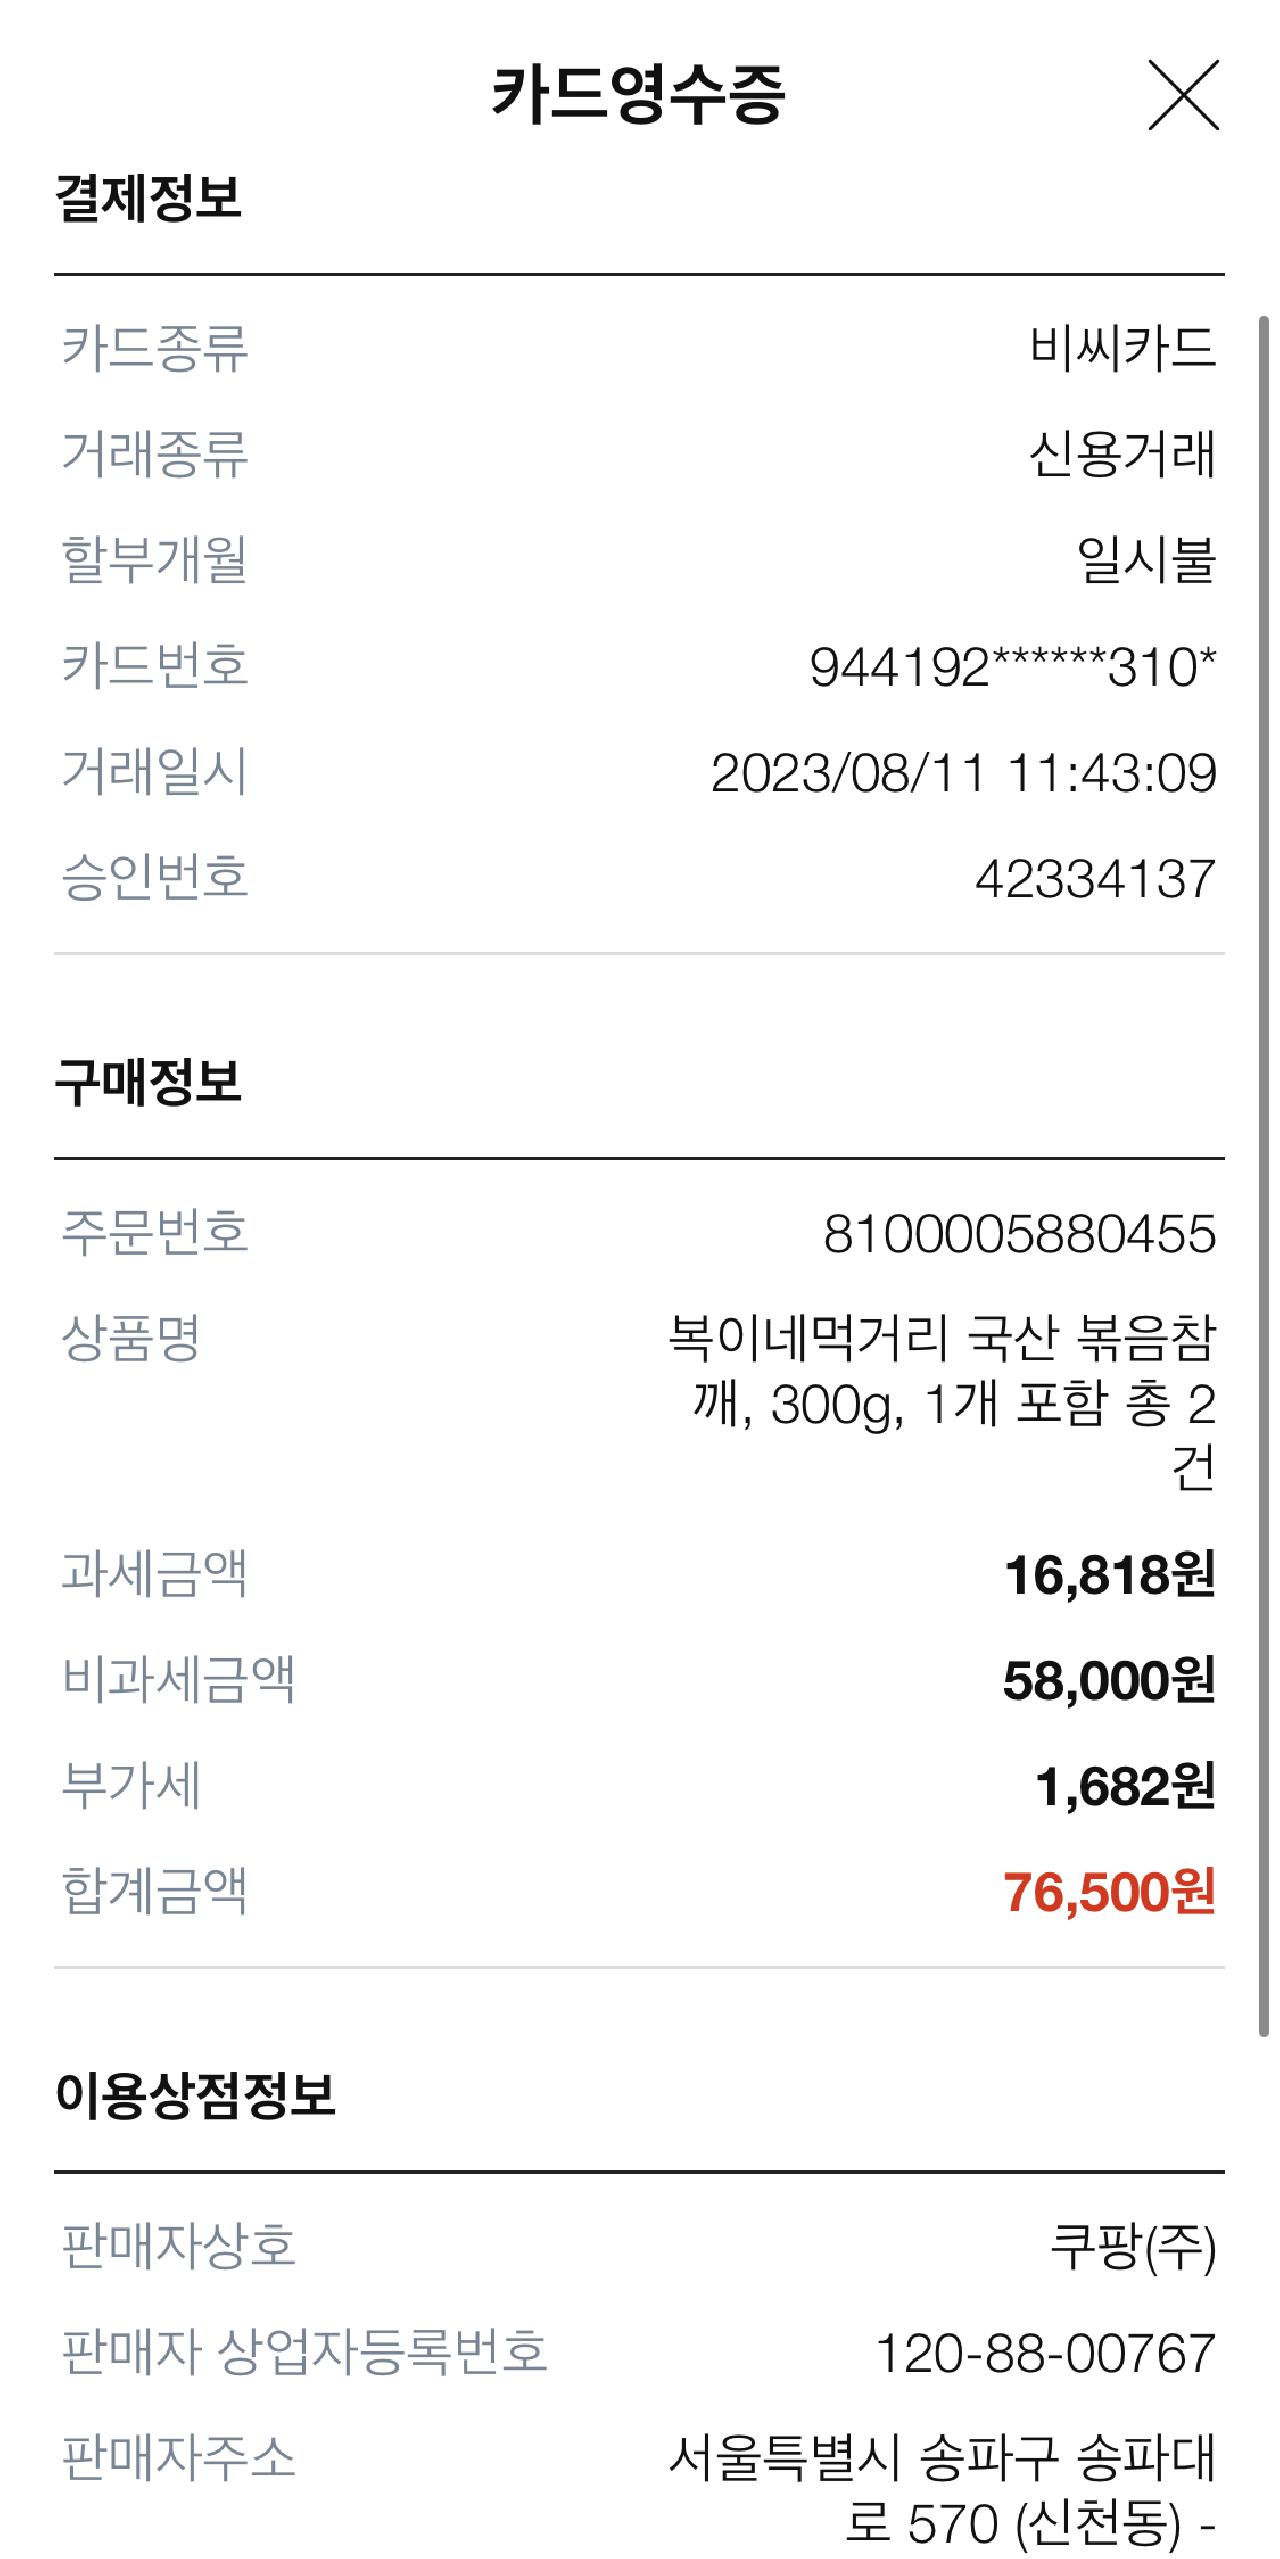 카드영수증
결제정보
카드종류 비씨카드
거래종류 신용거래
할부개월 일시불
카드번호 944192******310*
거래일시 2023/08/11 11:43:09
승인번호 42334137
구매정보
주문번호 8100005880455
상품명 복이네먹거리 국산 볶음참
깨, 300g, 1개 포함 총 2
건
과세금액 16,818원
비과세금액 58,000원
부가세 1,682원
합계금액 76,500원
이용상점정보
판매자상호 쿠팡(주)
판매자 상업자등록번호 120-88-00767
판매자주소 서울특별시 송파구 송파대
로 570 (신천동) -